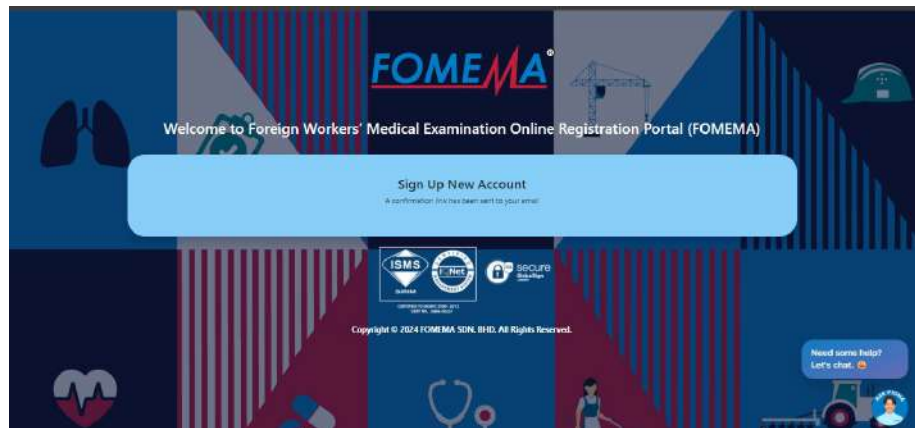 FOMEMA®
Welcome to Foreign Workers' Medical Examination Online Registration Portal (FOMEMA)
Sign Up New Account
A confirmation link has been sent to your email
ISMS
IQNet
secure
GlobalSign
Copyright © 2024 FOMEMA SDN. BHD. All Rights Reserved.
Need some help?
Let's chat.